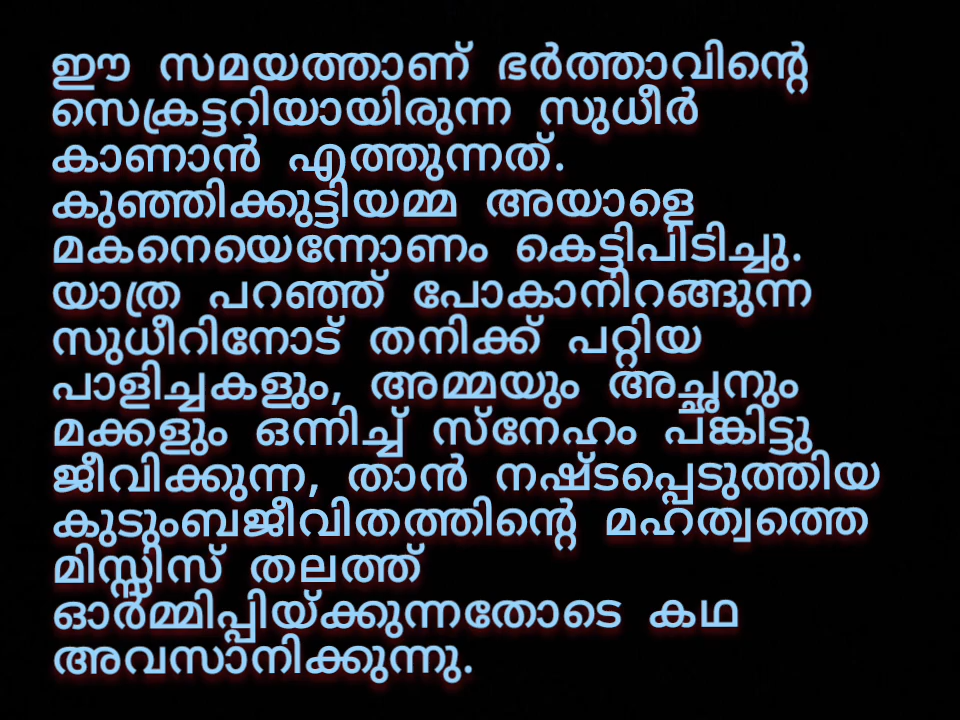 ഈ സമയത്താണ് ഭർത്താവിന്റെ
സെക്രട്ടറിയായിരുന്ന സുധീർ
കാണാൻ എത്തുന്നത്.
കുഞ്ഞിക്കുട്ടിയമ്മ അയാളെ
മകനെയെന്നോണം കെട്ടിപിടിച്ചു.
യാത്ര പറഞ്ഞ് പോകാനിറങ്ങുന്ന
സുധീറിനോട് തനിക്ക് പറ്റിയ
പാളിച്ചകളും, അമ്മയും അച്ഛനും
മക്കളും ഒന്നിച്ച് സ്നേഹം പങ്കിട്ടു
ജീവിക്കുന്ന, താൻ നഷ്ടപ്പെടുത്തിയ
കുടുംബജീവിതത്തിന്റെ മഹത്വത്തെ
മിസ്സിസ് തലത്ത്
ഓർമ്മിപ്പിയ്ക്കുന്നതോടെ കഥ
അവസാനിക്കുന്നു.